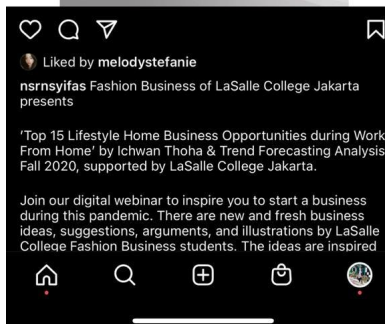 Liked by melodystefanie
nsrnsyifas Fashion Business of LaSalle College Jakarta
presents
‘Top 15 Lifestyle Home Business Opportunities during Work
From Home’ by Ichwan Thoha & Trend Forecasting Analysis
Fall 2020, supported by LaSalle College Jakarta.
Join our digital webinar to inspire you to start a business
during this pandemic. There are new and fresh business
ideas, suggestions, arguments, and illustrations by LaSalle
College Fashion Business students. The ideas are inspired